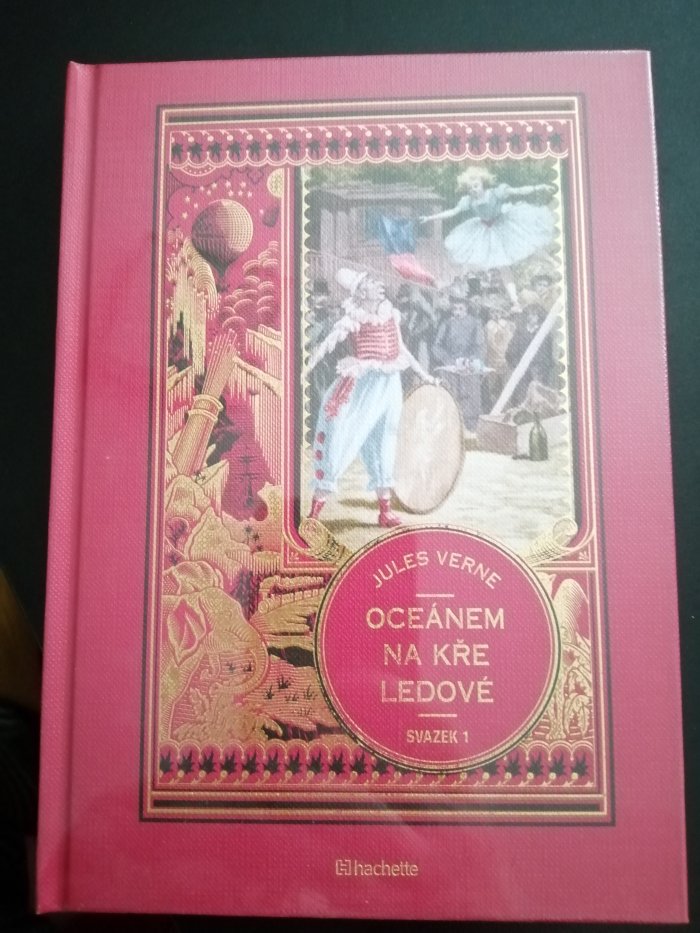 JULES VERNE
OCEÁNEM
NA KŘE
LEDOVÉ
SVAZEK 1
hachette